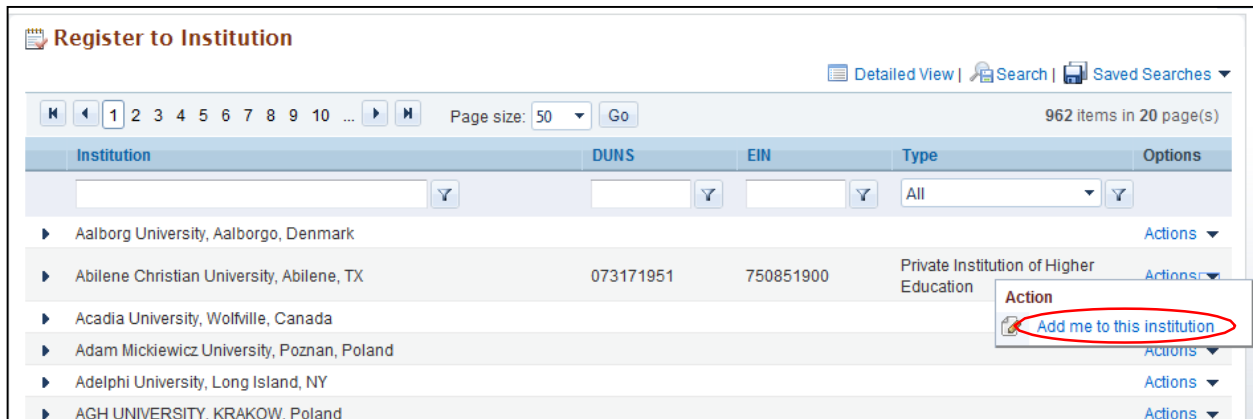 Register to Institution
Detailed View | Search | Saved Searches
1 2 3 4 5 6 7 8 9 10 ... Page size: 50 Go 962 items in 20 page(s)
Institution DUNS EIN Type Options
All
Aalborg University, Aalborgo, Denmark Actions
Abilene Christian University, Abilene, TX 073171951 750851900 Private Institution of Higher Education Actions
Action
Add me to this institution
Acadia University, Wolfville, Canada
Adam Mickiewicz University, Poznan, Poland Actions
Adelphi University, Long Island, NY Actions
AGH UNIVERSITY, KRAKOW, Poland Actions